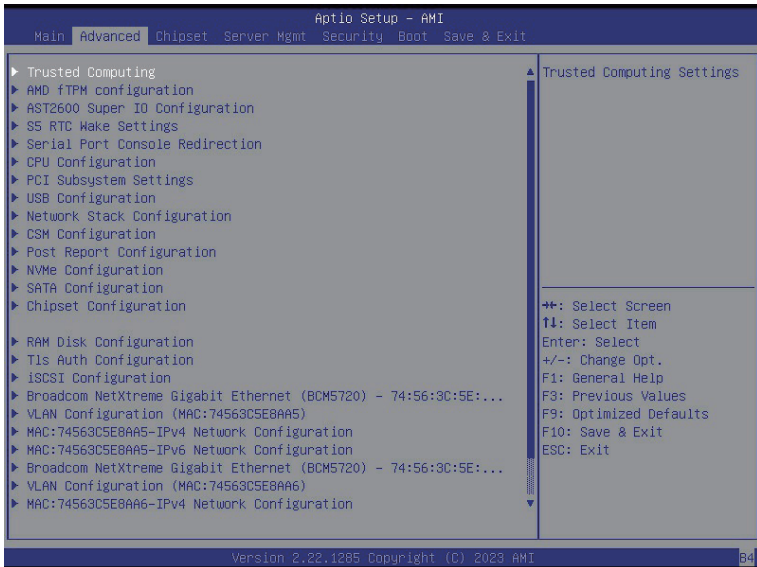 Aptio Setup – AMI
Main Advanced Chipset Server Mgmt Security Boot Save & Exit
▶ Trusted Computing
▶ AMD fTPM configuration
▶ AST2600 Super IO Configuration
▶ S5 RTC Wake Settings
▶ Serial Port Console Redirection
▶ CPU Configuration
▶ PCI Subsystem Settings
▶ USB Configuration
▶ Network Stack Configuration
▶ CSM Configuration
▶ Post Report Configuration
▶ NVMe Configuration
▶ SATA Configuration
▶ Chipset Configuration
▶ RAM Disk Configuration
▶ Tls Auth Configuration
▶ iSCSI Configuration
▶ Broadcom NetXtreme Gigabit Ethernet (BCM5720) – 74:56:3C:5E:...
▶ VLAN Configuration (MAC:74563C5E8AA5)
▶ MAC:74563C5E8AA5-IPv4 Network Configuration
▶ MAC:74563C5E8AA5-IPv6 Network Configuration
▶ Broadcom NetXtreme Gigabit Ethernet (BCM5720) – 74:56:3C:5E:...
▶ VLAN Configuration (MAC:74563C5E8AA6)
▶ MAC:74563C5E8AA6-IPv4 Network Configuration
Trusted Computing Settings
→←: Select Screen
↑↓: Select Item
Enter: Select
+/-: Change Opt.
F1: General Help
F3: Previous Values
F9: Optimized Defaults
F10: Save & Exit
ESC: Exit
Version 2.22.1285 Copyright (C) 2023 AMI
B4